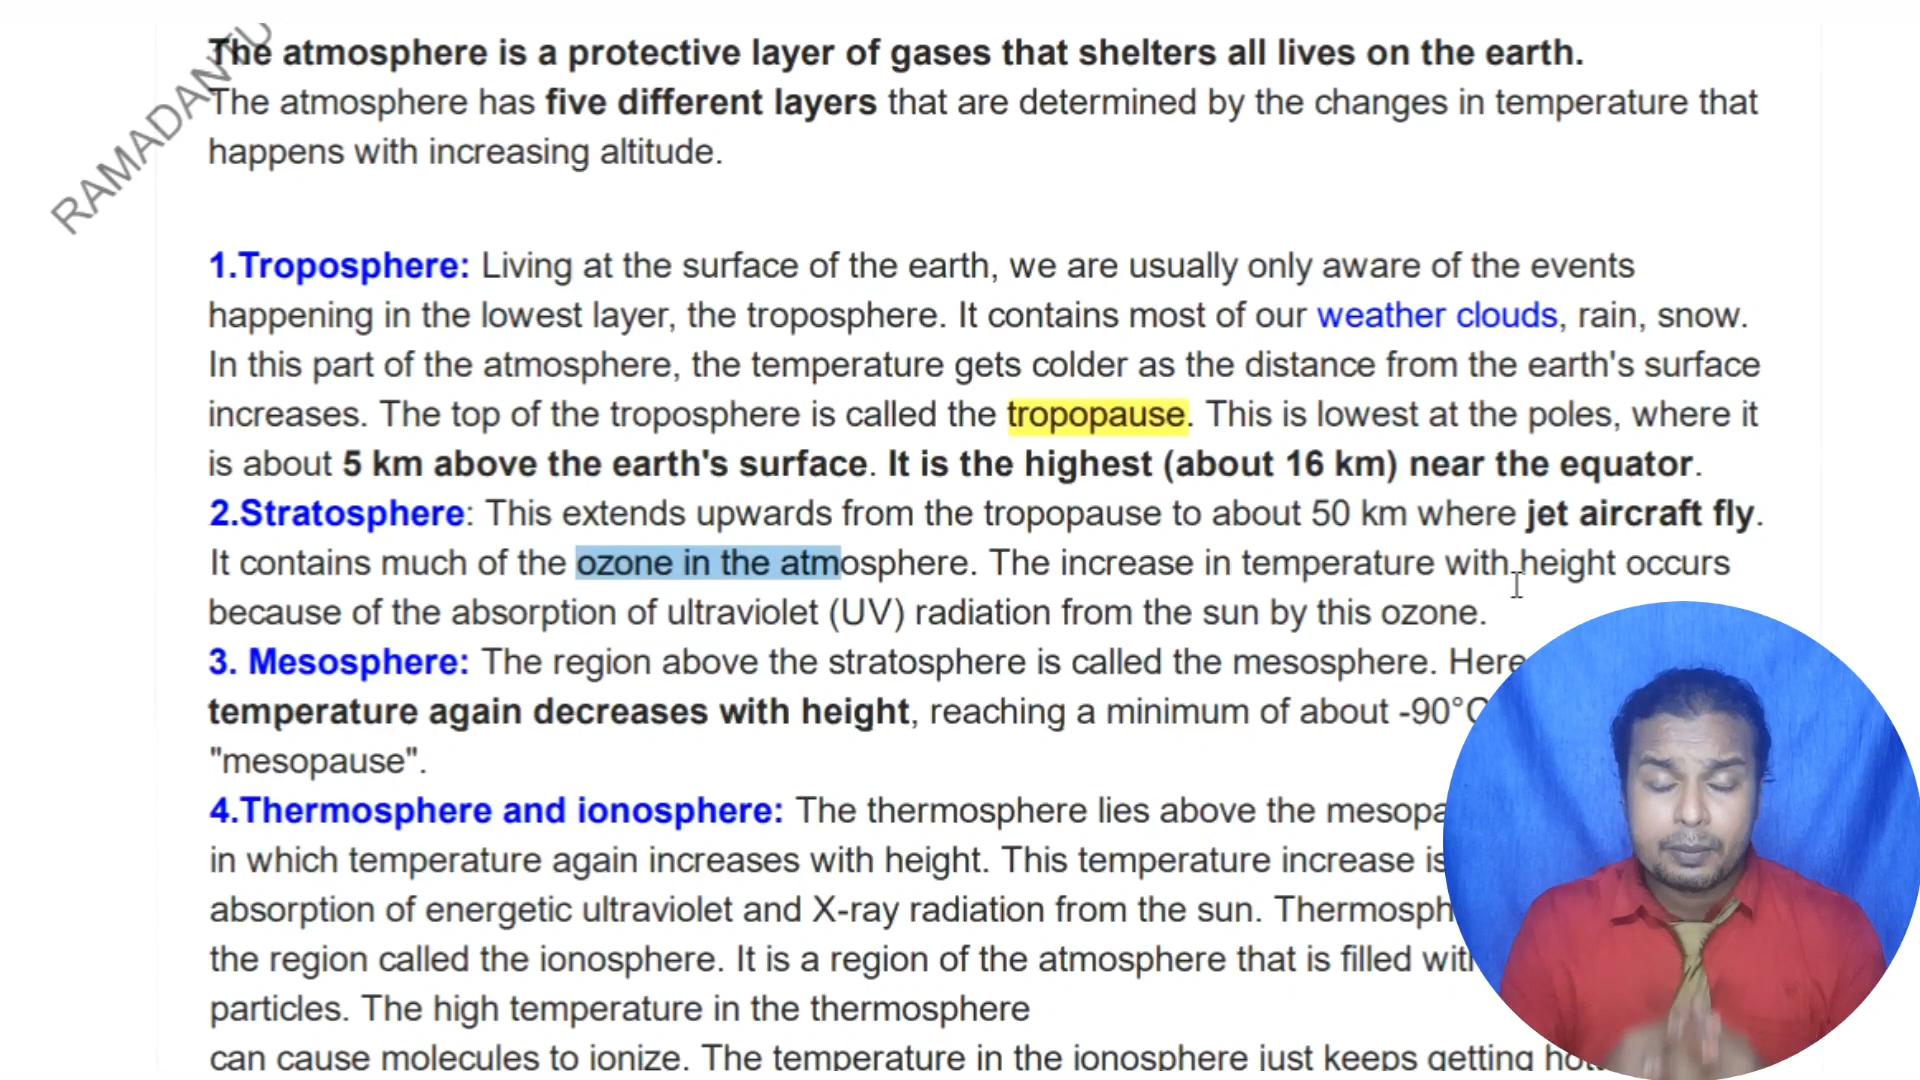 RAMADANTU
The atmosphere is a protective layer of gases that shelters all lives on the earth.
The atmosphere has five different layers that are determined by the changes in temperature that
happens with increasing altitude.
1.Troposphere: Living at the surface of the earth, we are usually only aware of the events
happening in the lowest layer, the troposphere. It contains most of our weather clouds, rain, snow.
In this part of the atmosphere, the temperature gets colder as the distance from the earth's surface
increases. The top of the troposphere is called the tropopause. This is lowest at the poles, where it
is about 5 km above the earth's surface. It is the highest (about 16 km) near the equator.
2.Stratosphere: This extends upwards from the tropopause to about 50 km where jet aircraft fly.
It contains much of the ozone in the atmosphere. The increase in temperature with height occurs
because of the absorption of ultraviolet (UV) radiation from the sun by this ozone.
3. Mesosphere: The region above the stratosphere is called the mesosphere. Here
temperature again decreases with height, reaching a minimum of about -90°C
"mesopause".
4.Thermosphere and ionosphere: The thermosphere lies above the
in which temperature again increases with height. This temperature increase is
absorption of energetic ultraviolet and X-ray radiation from the sun.
the region called the ionosphere. It is a region of the atmosphere that is filled
particles. The high temperature in the thermosphere
can cause molecules to ionize. The temperature in the ionosphere just keeps getting